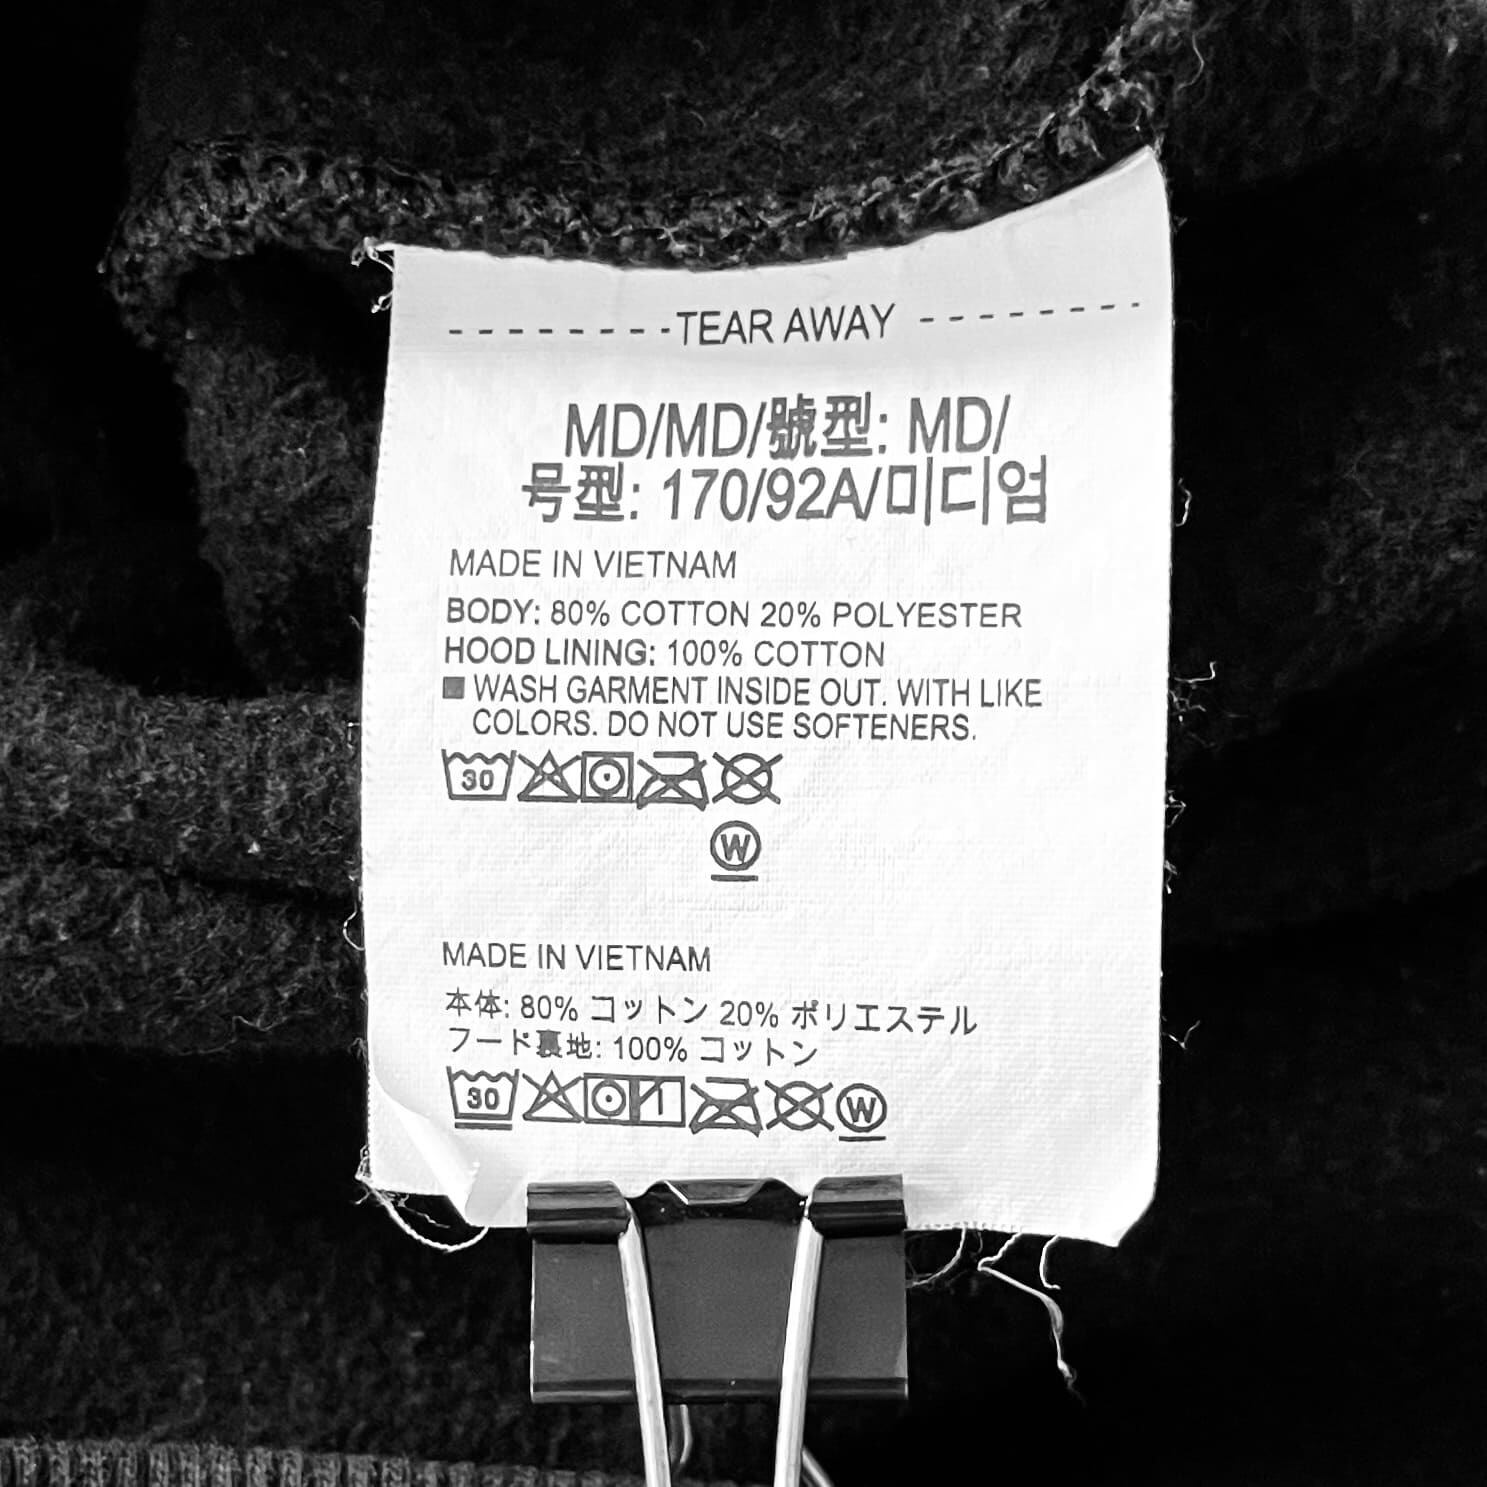 --------TEAR AWAY--------
MD/MD/號型: MD/
号型: 170/92A/미디엄
MADE IN VIETNAM
BODY: 80% COTTON 20% POLYESTER
HOOD LINING: 100% COTTON
■ WASH GARMENT INSIDE OUT. WITH LIKE
COLORS. DO NOT USE SOFTENERS.
30
W
MADE IN VIETNAM
本体: 80% コットン 20% ポリエステル
フード裏地: 100% コットン
30 W